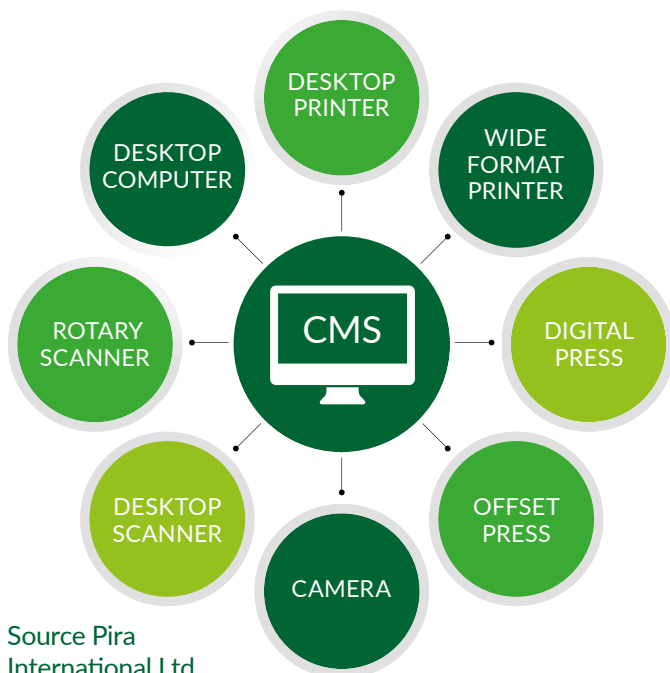 DESKTOP
PRINTER
WIDE
FORMAT
PRINTER
DESKTOP
COMPUTER
CMS
ROTARY
SCANNER
DIGITAL
PRESS
DESKTOP
SCANNER
OFFSET
PRESS
CAMERA
Source Pira
International Ltd